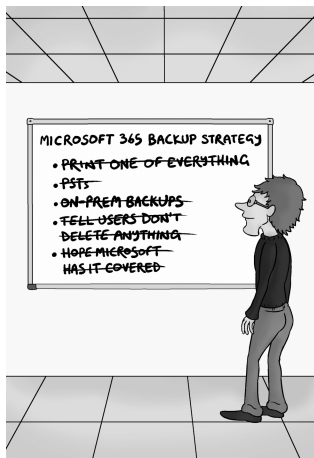 MICROSOFT 365 BACKUP STRATEGY
• PRINT ONE OF EVERYTHING
• PSTs
• ON-PREM BACKUPS
• TELL USERS DON'T
DELETE ANYTHING
• HOPE MICROSOFT
HAS IT COVERED